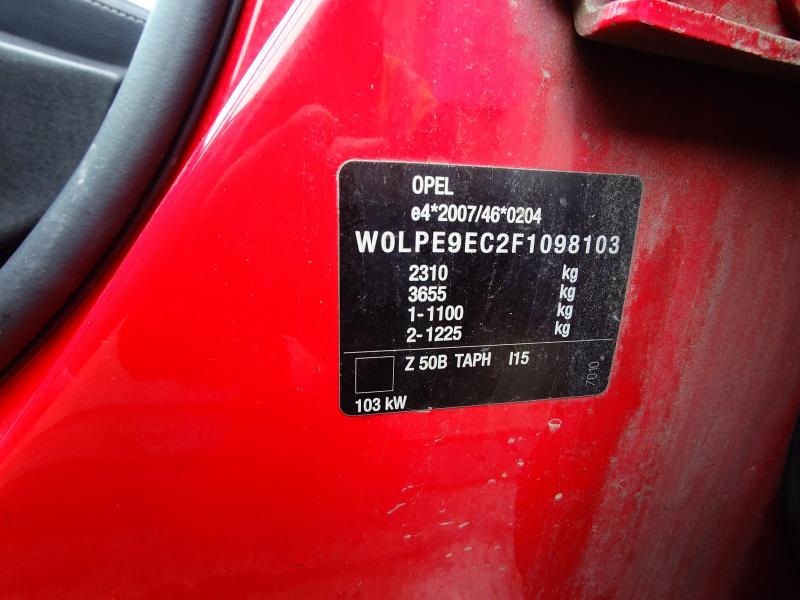 OPEL
e4*2007/46*0204
W0LPE9EC2F1098103
2310 kg
3655 kg
1-1100 kg
2-1225 kg
Z 50B TAPH I15
7010
103 kW